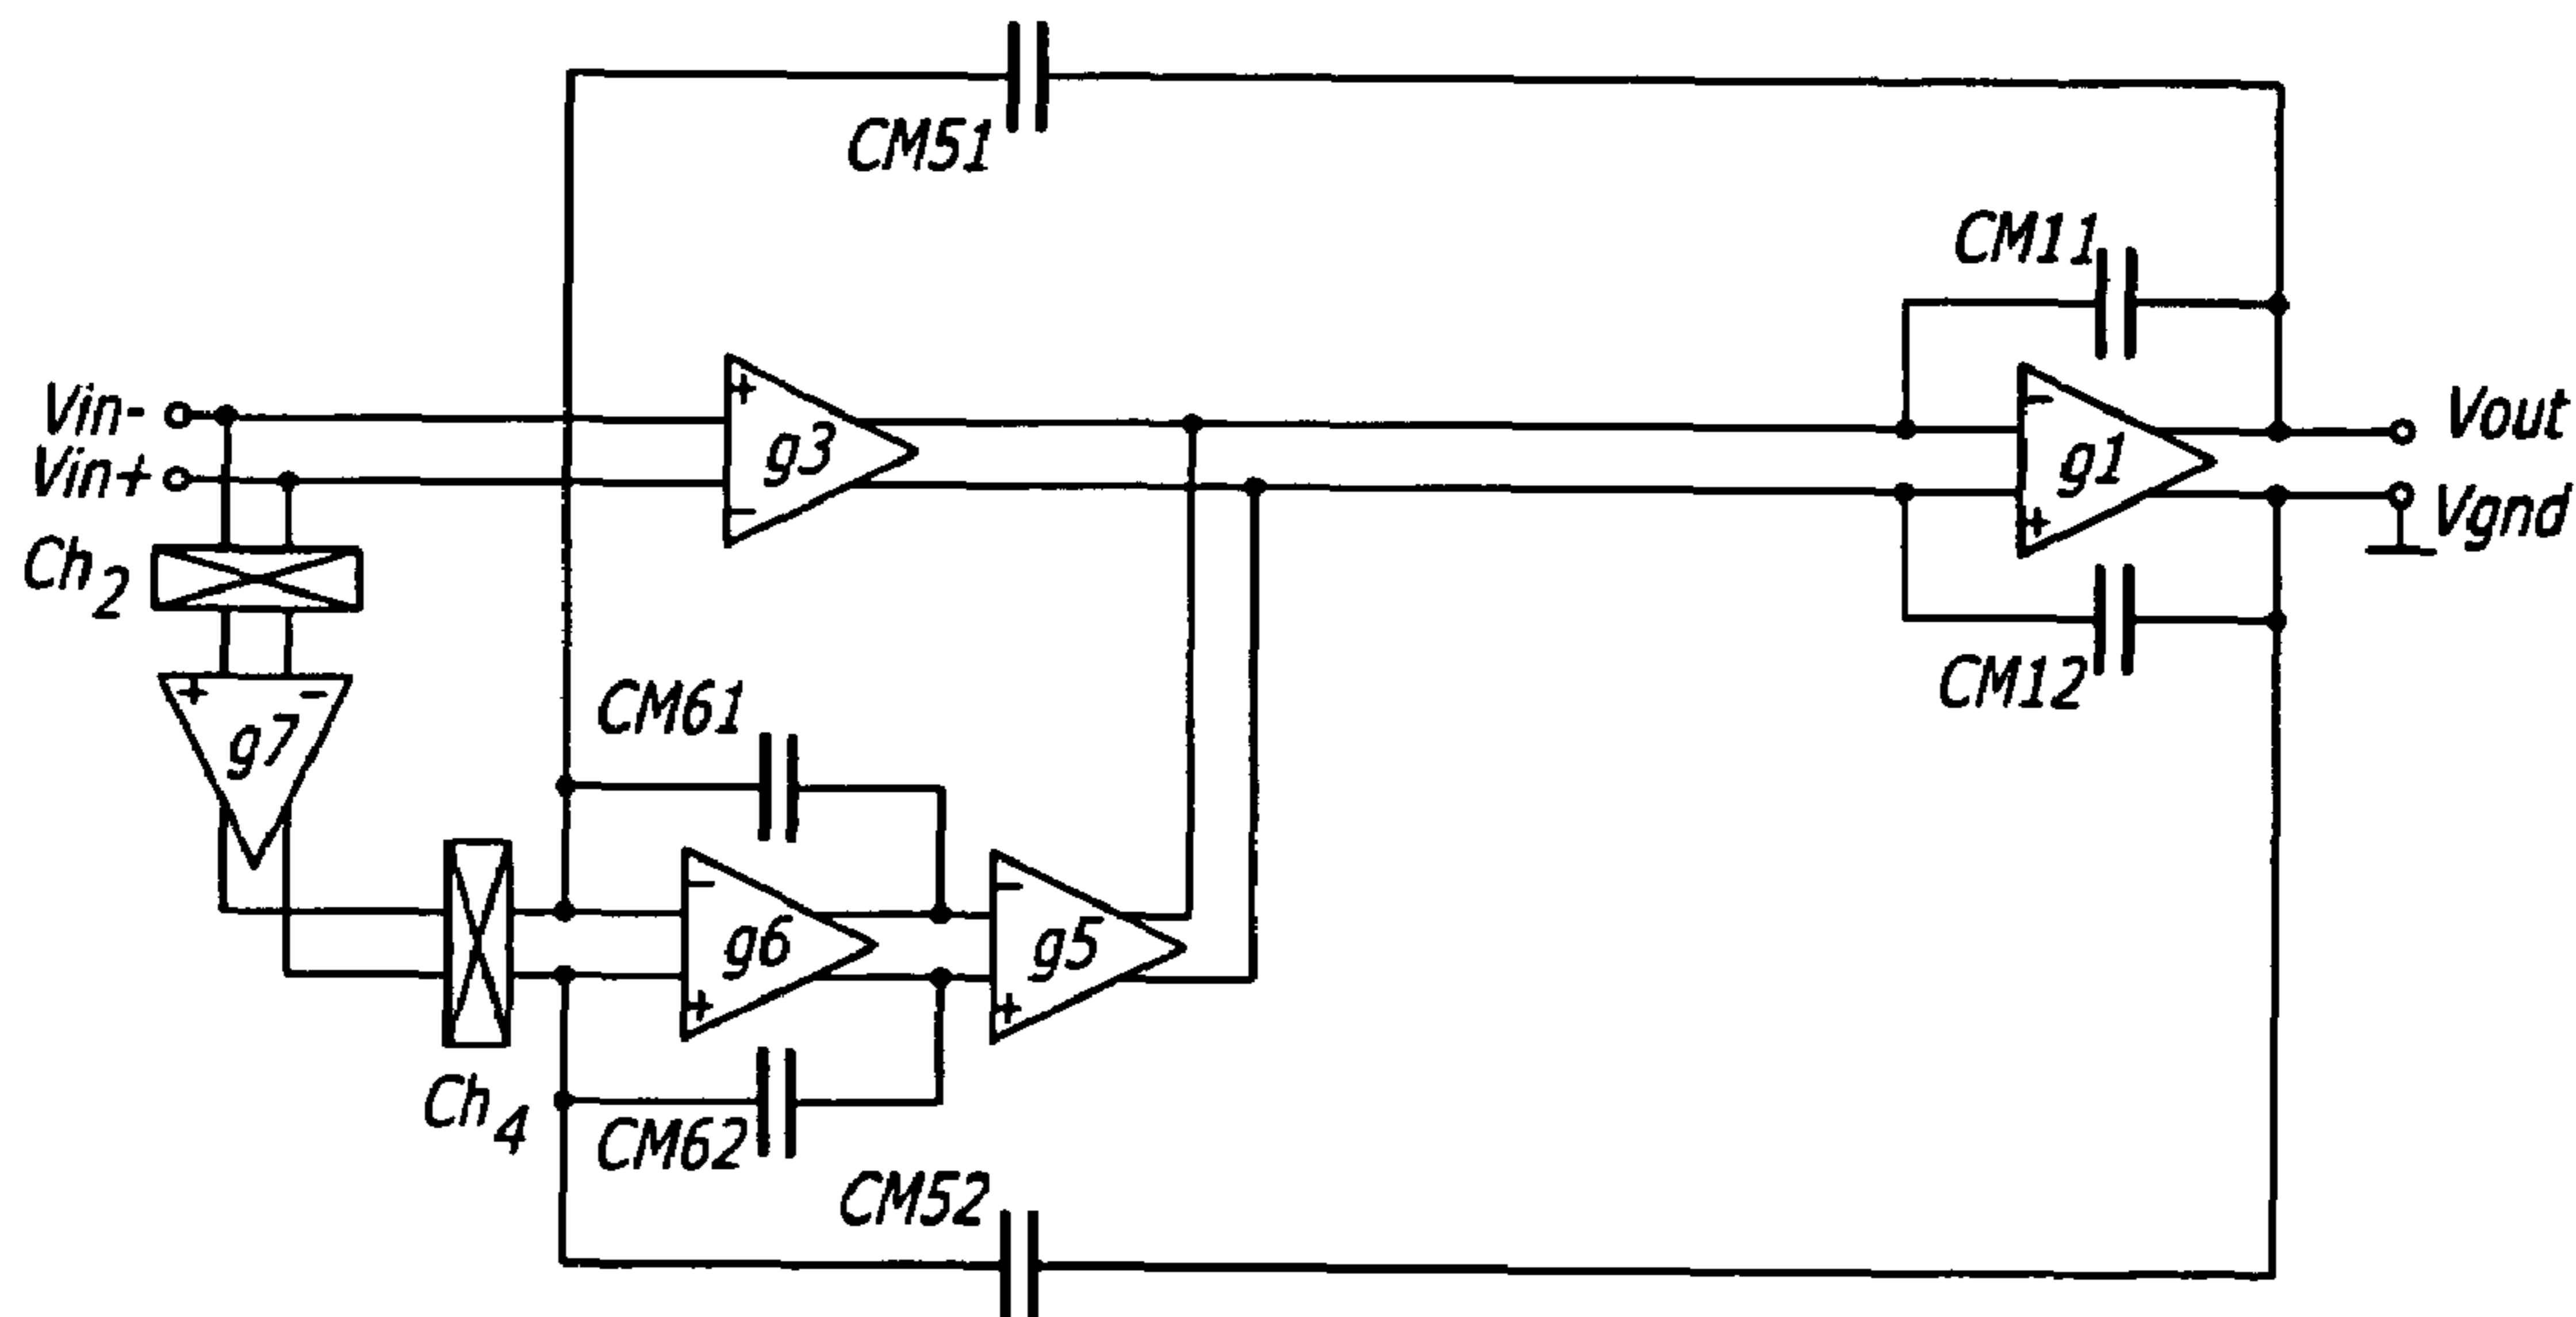 CM51
CM11
Vin-
+
g3
-
-
g1
+
Vout
Vin+
Vgnd
Ch2
CM12
+ -
g7
CM61
-
g6
+
-
g5
+
Ch4
CM62
CM52